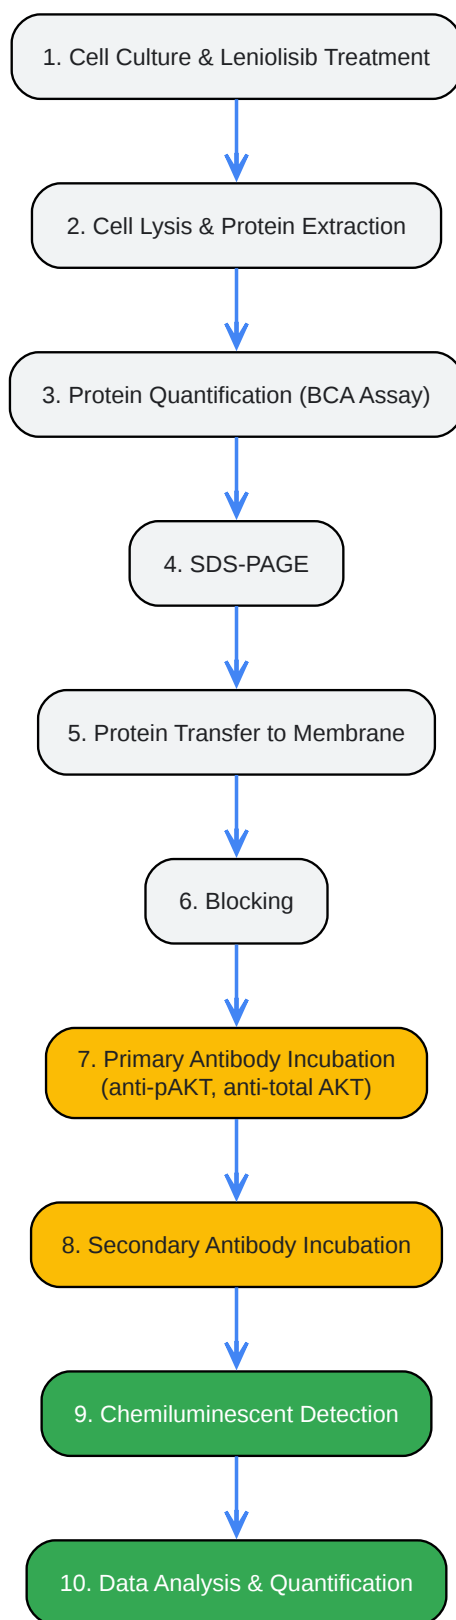 1. Cell Culture & Leniolisib Treatment
2. Cell Lysis & Protein Extraction
3. Protein Quantification (BCA Assay)
4. SDS-PAGE
5. Protein Transfer to Membrane
6. Blocking
7. Primary Antibody Incubation
(anti-pAKT, anti-total AKT)
8. Secondary Antibody Incubation
9. Chemiluminescent Detection
10. Data Analysis & Quantification